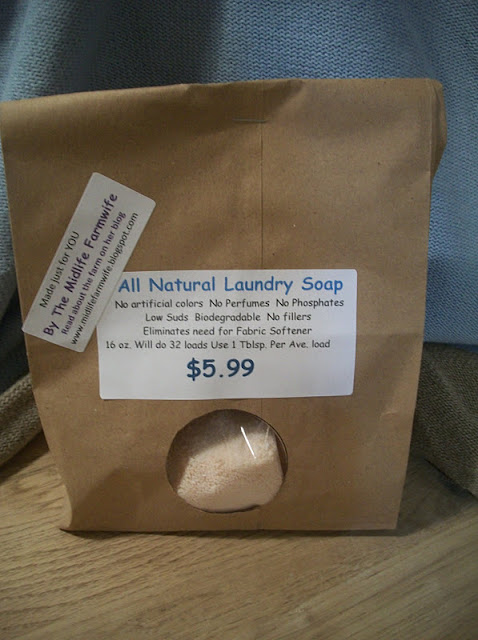 Made just for YOU
By The Midlife Farmwife
Read about the farm on her blog
www.midlifefarmwife.blogspot.com
All Natural Laundry Soap
No artificial colors No Perfumes No Phosphates
Low Suds Biodegradable No fillers
Eliminates need for Fabric Softener
16 oz. Will do 32 loads Use 1 Tblsp. Per Ave. load
$5.99